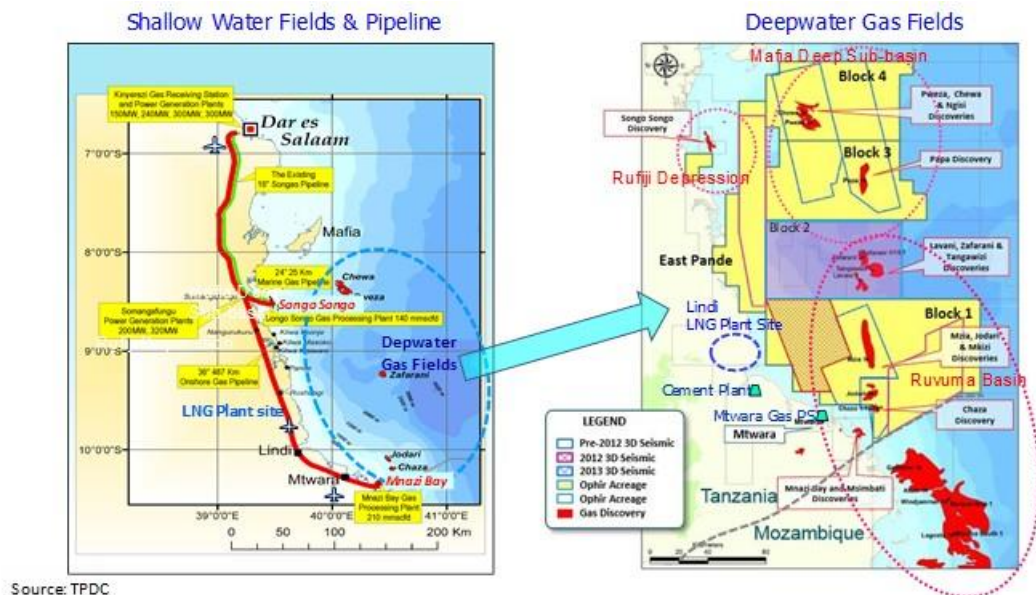 Shallow Water Fields & Pipeline
Kinyerezi Gas Receiving Station
and Power Generation Plants
150MW, 240MW, 300MW, 300MW
Dar es
Salaam
7°0'0"S
The Existing
16" Songas Pipeline
Mafia
8°0'0"S
24" 25 Km
Marine Gas Pipeline
Chewa
Songo Songo
Somangafungu
Power Generation Plants
200MW, 320MW
Songo Gas Processing Plant 140 mmscfd
9°0'0"S
Depwater
Gas Fields
Zafarani
36" 487 Km
Onshore Gas Pipeline
LNG Plant site
Lindi
10°0'0"S
Jodari
Chaza
Mtwara
Mnazi Bay
Mnezi Bay Gas
Processing Plant
210 mmscfd
39°0'0"E
40°0'0"E
41°0'0"E
0 50 100 200 Km
Source: TPDC
Deepwater Gas Fields
Mafia Deep Sub-basin
Block 4
Pweza, Chewa
& Ngisi
Discoveries
Songo Songo
Discovery
Block 3
Papa Discovery
Rufiji Depression
Block 2
Lavani, Zafarani &
Tangawizi
Discoveries
East Pande
Lindi
LNG Plant Site
Block 1
Mzia, Jodari
& Mkizi
Discoveries
Ruvuma Basin
Cement Plant
Chaza
Discovery
Mtwara Gas PS
Mtwara
LEGEND
Pre-2012 3D Seismic
2012 3D Seismic
2013 3D Seismic
Ophir Acreage
Ophir Acreage
Gas Discovery
Mnazi Bay and Msimbati
Discoveries
Tanzania
Mozambique